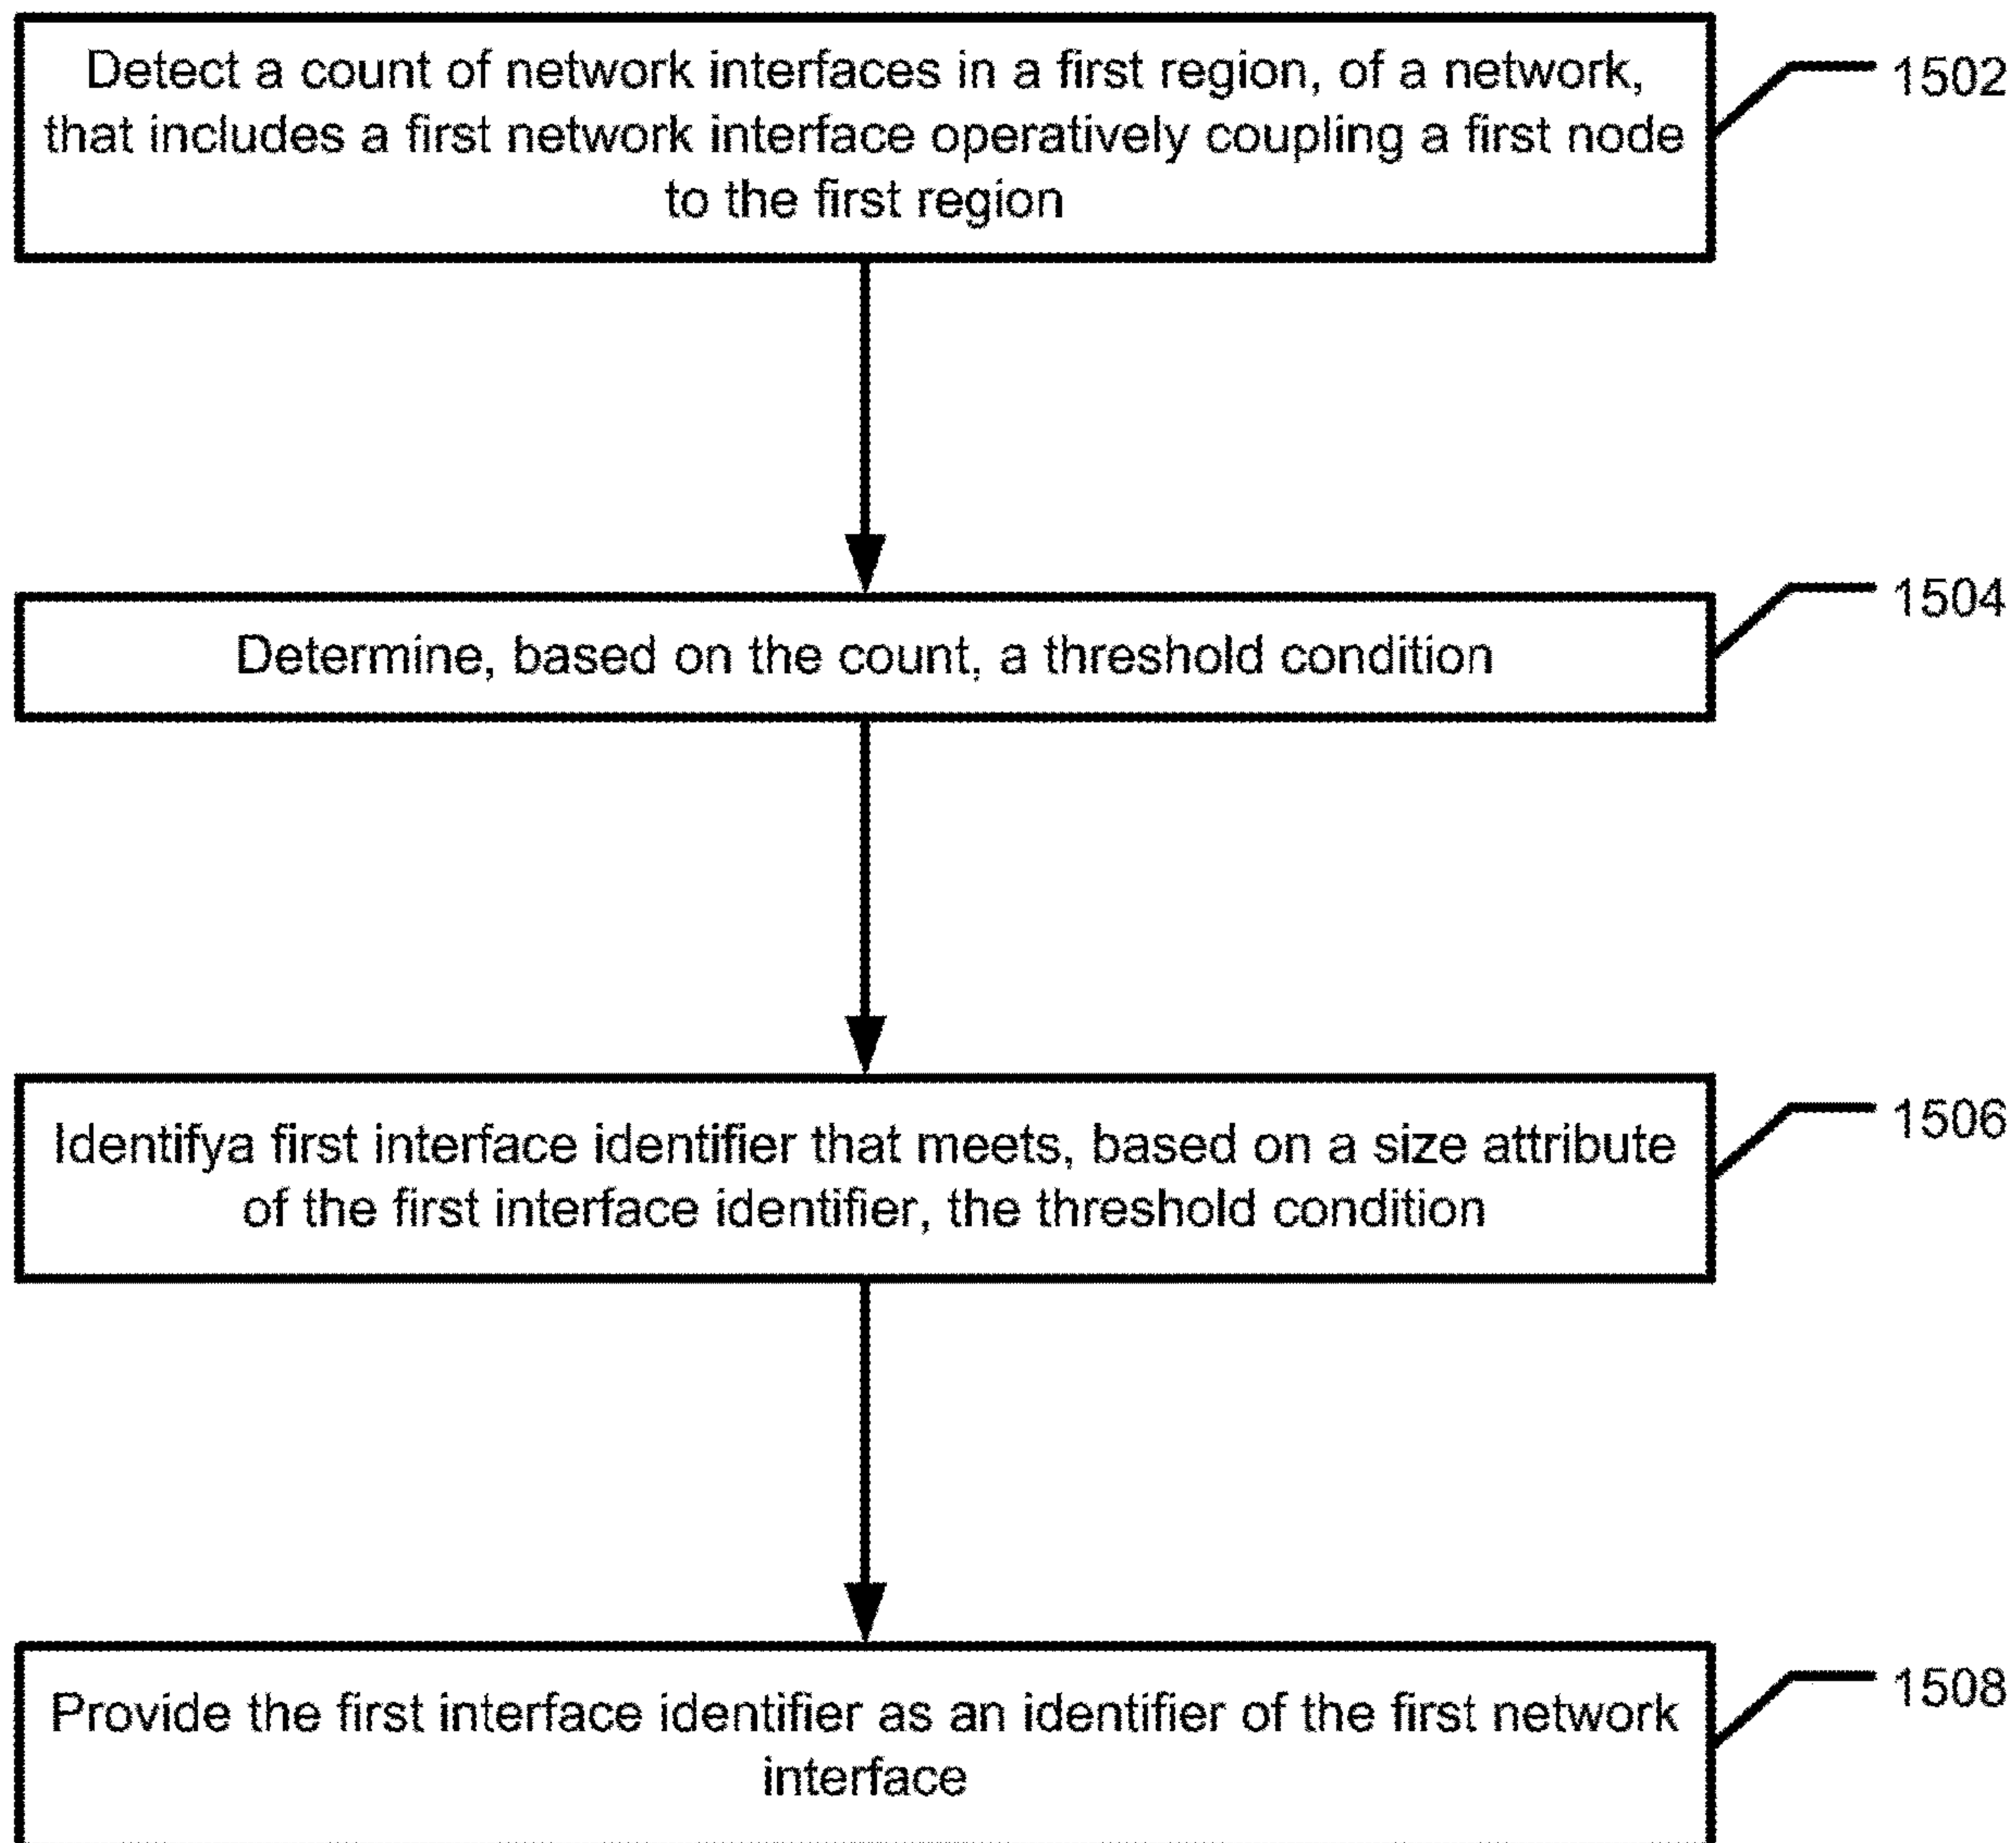 Detect a count of network interfaces in a first region, of a network,
that includes a first network interface operatively coupling a first node
to the first region
1502
Determine, based on the count, a threshold condition
1504
Identifya first interface identifier that meets, based on a size attribute
of the first interface identifier, the threshold condition
1506
Provide the first interface identifier as an identifier of the first network
interface
1508